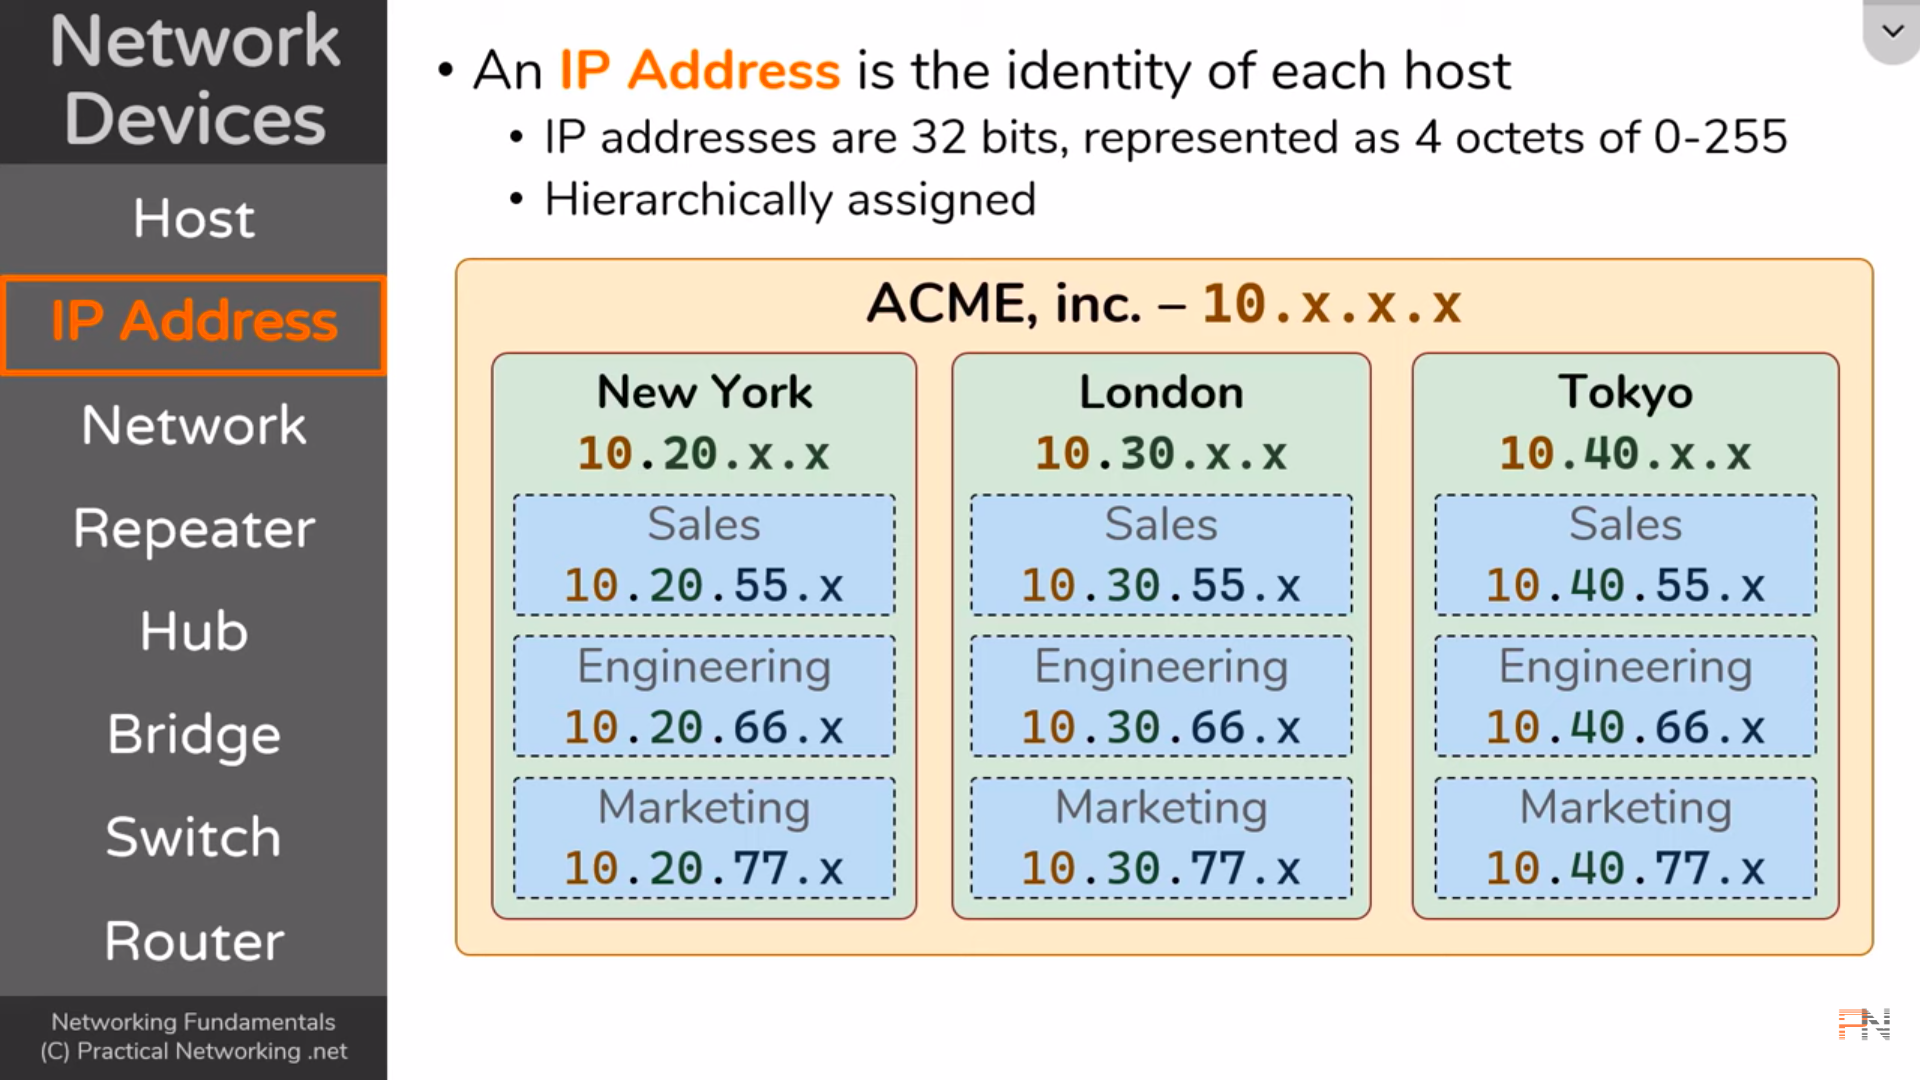 Network
Devices
Host
IP Address
Network
Repeater
Hub
Bridge
Switch
Router
Networking Fundamentals
(C) Practical Networking .net
• An IP Address is the identity of each host
• IP addresses are 32 bits, represented as 4 octets of 0-255
• Hierarchically assigned
ACME, inc. – 10.x.x.x
New York
10.20.x.x
Sales
10.20.55.x
Engineering
10.20.66.x
Marketing
10.20.77.x
London
10.30.x.x
Sales
10.30.55.x
Engineering
10.30.66.x
Marketing
10.30.77.x
Tokyo
10.40.x.x
Sales
10.40.55.x
Engineering
10.40.66.x
Marketing
10.40.77.x
PN